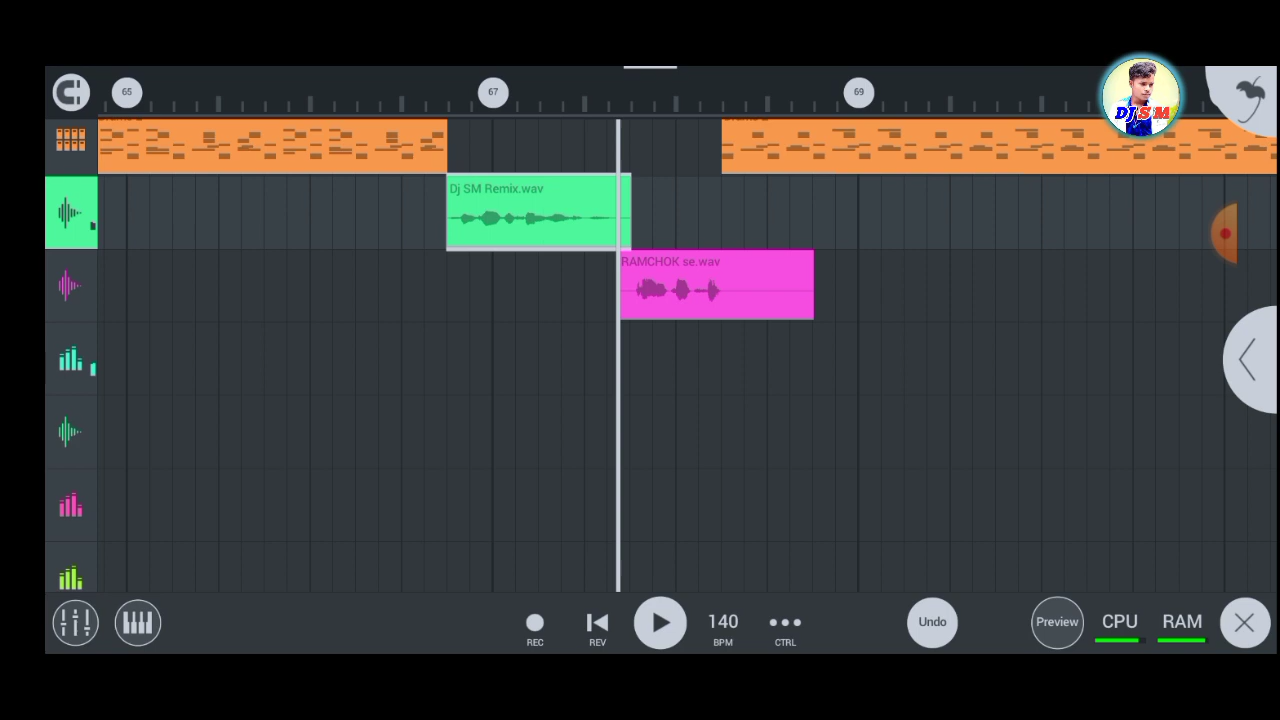 65
67
69
DJ SM
Dj SM Remix.wav
RAMCHOK se.wav
REC
REV
140
BPM
CTRL
Undo
Preview
CPU
RAM